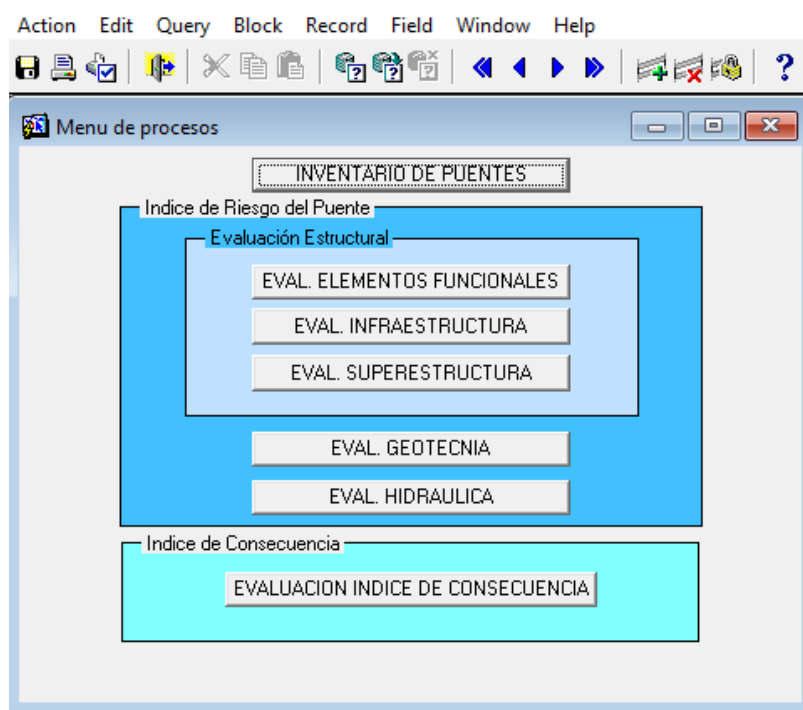 Action Edit Query Block Record Field Window Help
Menu de procesos
INVENTARIO DE PUENTES
Indice de Riesgo del Puente
Evaluación Estructural
EVAL. ELEMENTOS FUNCIONALES
EVAL. INFRAESTRUCTURA
EVAL. SUPERESTRUCTURA
EVAL. GEOTECNIA
EVAL. HIDRAULICA
Indice de Consecuencia
EVALUACION INDICE DE CONSECUENCIA